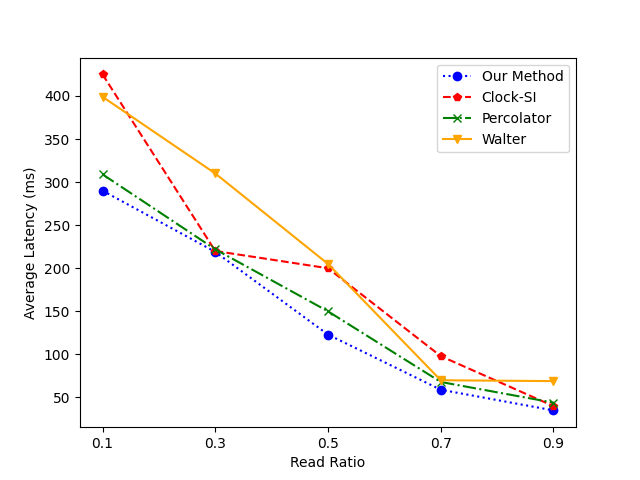 Our Method
Clock-SI
Percolator
Walter
Average Latency (ms)
400
350
300
250
200
150
100
50
0.1 0.3 0.5 0.7 0.9
Read Ratio